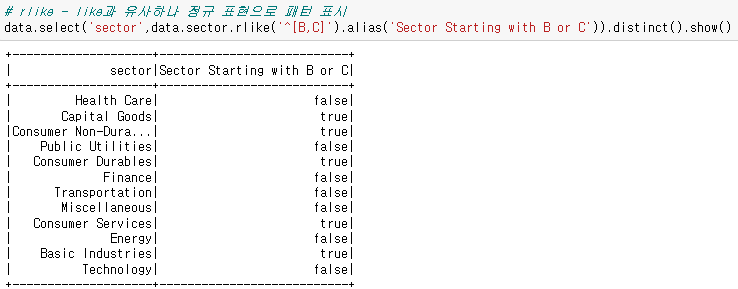 # rlike - like과 유사하나 정규 표현으로 패턴 표시
data.select('sector',data.sector.rlike('^[B,C]').alias('Sector Starting with B or C')).distinct().show()
+--------------------+---------------------------+
|              sector|Sector Starting with B or C|
+--------------------+---------------------------+
|         Health Care|                      false|
|       Capital Goods|                       true|
|Consumer Non-Dura...|                       true|
|    Public Utilities|                      false|
|   Consumer Durables|                       true|
|             Finance|                      false|
|      Transportation|                      false|
|       Miscellaneous|                      false|
|   Consumer Services|                       true|
|              Energy|                      false|
|    Basic Industries|                       true|
|          Technology|                      false|
+--------------------+---------------------------+